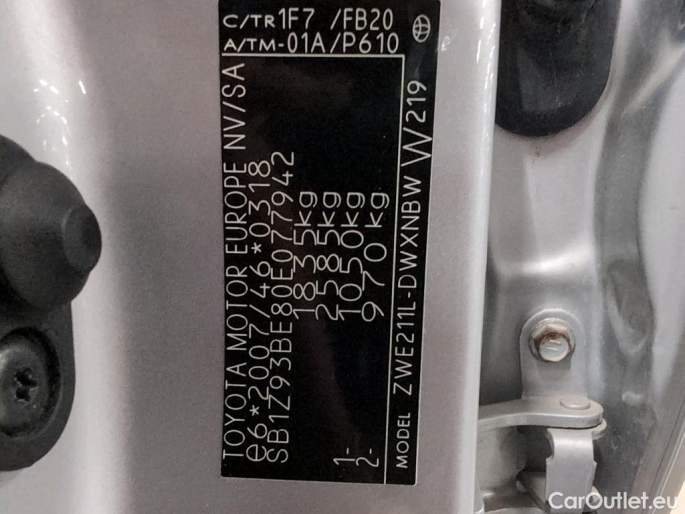 TOYOTA MOTOR EUROPE NV/SA
e6*2007/46*0318
SB1Z93BE80E077942
1835kg
2585kg
1- 1050kg
2- 970kg
MODEL ZWE211L-DWXNBW W219
C/TR 1F7 /FB20
A/TM-01A/P610
CarOutlet.eu